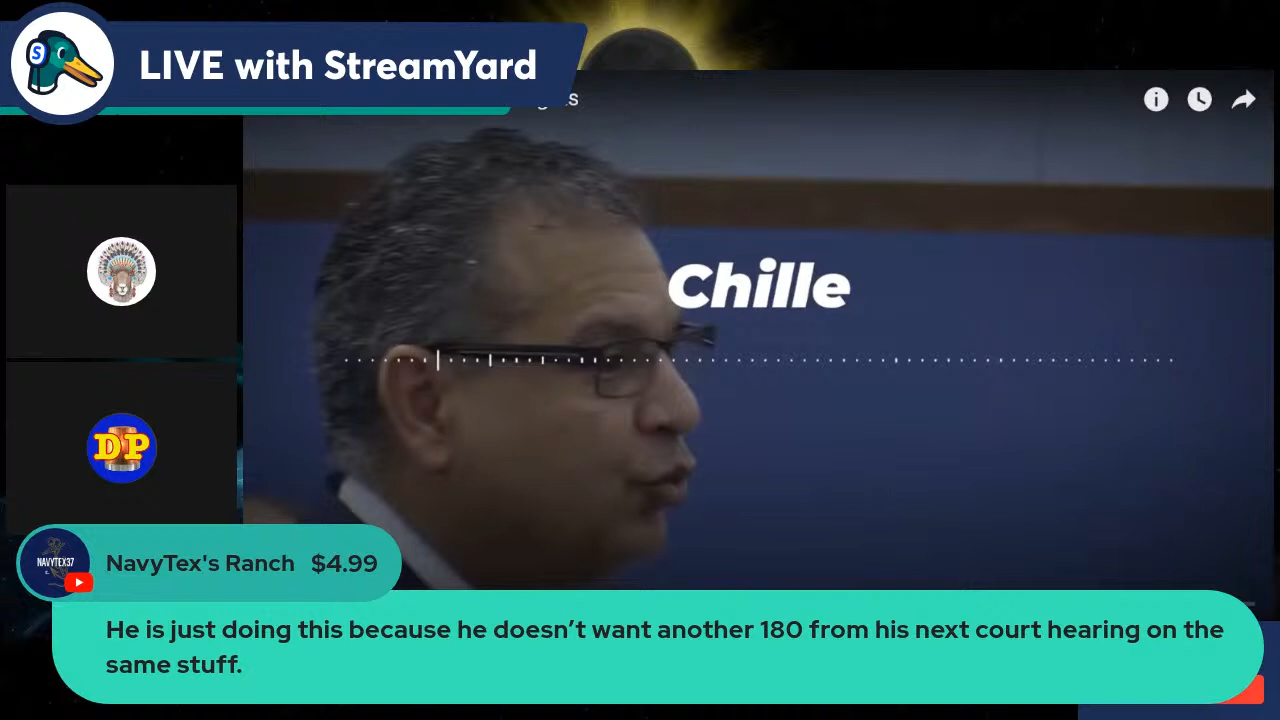 S
LIVE with StreamYard
Chille
DP
NAVYTEX37
NavyTex's Ranch $4.99
He is just doing this because he doesn’t want another 180 from his next court hearing on the
same stuff.